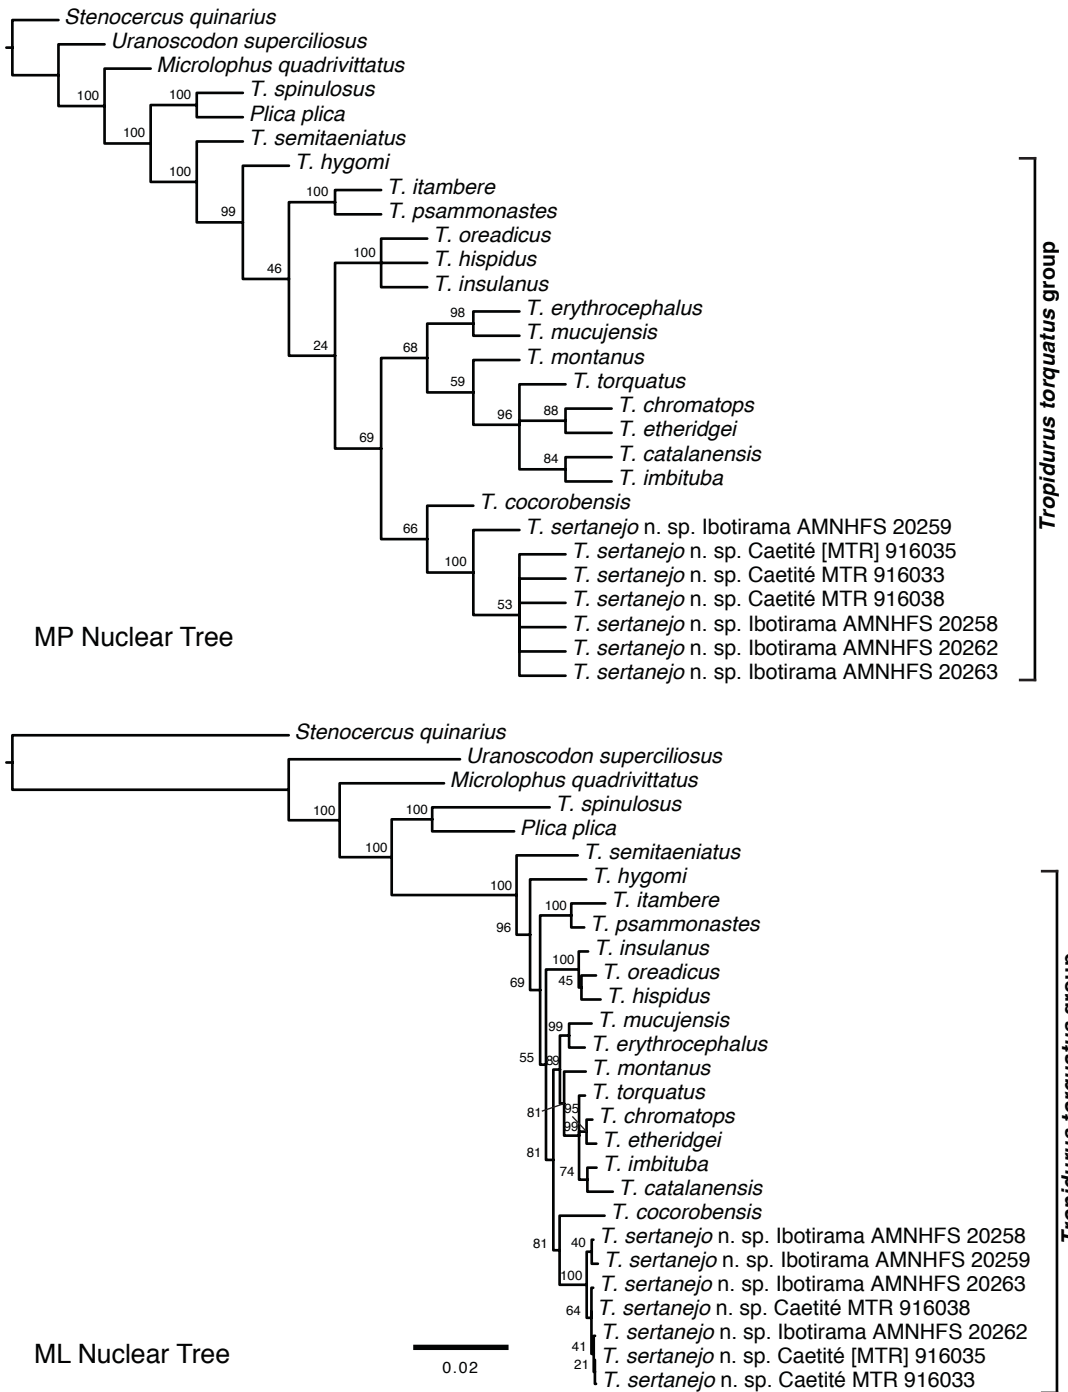 Stenocercus quinarius
Uranoscodon superciliosus
Microlophus quadrivittatus
100
100
T. spinulosus
Plica plica
100
T. semitaeniatus
100
T. hygomi
99
100
T. itambere
T. psammonastes
T. oreadicus
100
T. hispidus
46
T. insulanus
T. erythrocephalus
98
T. mucujensis
24
68
T. montanus
59
T. torquatus
T. chromatops
96
88
T. etheridgei
69
T. catalanensis
84
T. imbituba
T. cocorobensis
66
T. sertanejo n. sp. Ibotirama AMNHFS 20259
100
T. sertanejo n. sp. Caetité [MTR] 916035
T. sertanejo n. sp. Caetité MTR 916033
53
T. sertanejo n. sp. Caetité MTR 916038
T. sertanejo n. sp. Ibotirama AMNHFS 20258
T. sertanejo n. sp. Ibotirama AMNHFS 20262
T. sertanejo n. sp. Ibotirama AMNHFS 20263
Tropidurus torquatus group
MP Nuclear Tree
Stenocercus quinarius
Uranoscodon superciliosus
Microlophus quadrivittatus
100
100
T. spinulosus
Plica plica
100
T. semitaeniatus
100
T. hygomi
96
100
T. itambere
T. psammonastes
T. insulanus
100
T. oreadicus
69
45
T. hispidus
T. mucujensis
99
T. erythrocephalus
55
89
T. montanus
T. torquatus
81
95
T. chromatops
99
T. etheridgei
81
T. imbituba
74
T. catalanensis
T. cocorobensis
81
40
T. sertanejo n. sp. Ibotirama AMNHFS 20258
T. sertanejo n. sp. Ibotirama AMNHFS 20259
100
T. sertanejo n. sp. Ibotirama AMNHFS 20263
64
T. sertanejo n. sp. Caetité MTR 916038
T. sertanejo n. sp. Ibotirama AMNHFS 20262
41
T. sertanejo n. sp. Caetité [MTR] 916035
21
T. sertanejo n. sp. Caetité MTR 916033
Tropidurus torquatus group
ML Nuclear Tree
0.02